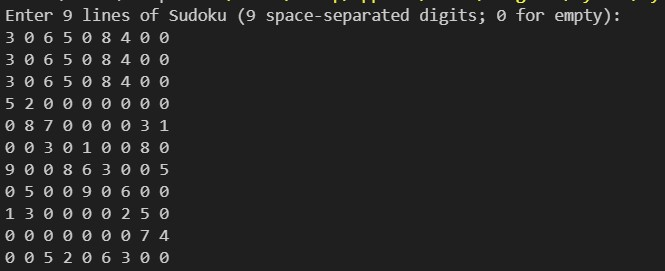 Enter 9 lines of Sudoku (9 space-separated digits; 0 for empty):
3 0 6 5 0 8 4 0 0
3 0 6 5 0 8 4 0 0
3 0 6 5 0 8 4 0 0
5 2 0 0 0 0 0 0 0
0 8 7 0 0 0 0 3 1
0 0 3 0 1 0 0 8 0
9 0 0 8 6 3 0 0 5
0 5 0 0 9 0 6 0 0
1 3 0 0 0 0 2 5 0
0 0 0 0 0 0 0 7 4
0 0 5 2 0 6 3 0 0